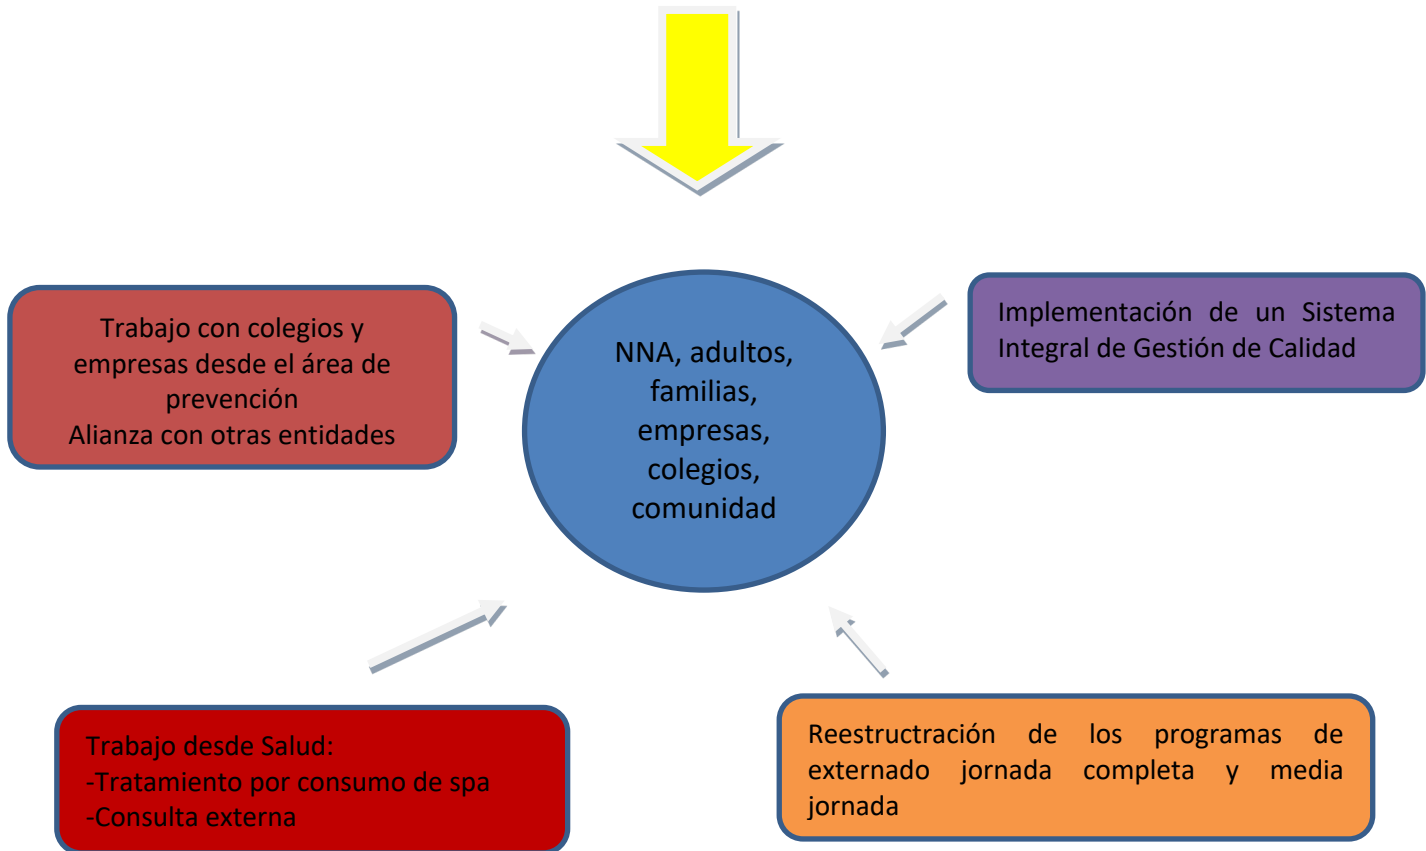 Trabajo con colegios y
empresas desde el área de
prevención
Alianza con otras entidades
NNA, adultos,
familias,
empresas,
colegios,
comunidad
Implementación de un Sistema
Integral de Gestión de Calidad
Trabajo desde Salud:
-Tratamiento por consumo de spa
-Consulta externa
Reestructración de los programas de
externado jornada completa y media
jornada